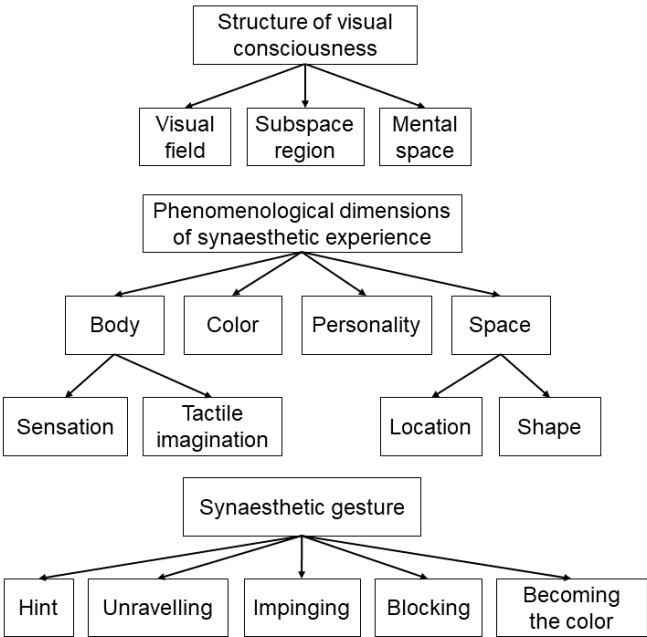 Structure of visual
consciousness
Visual
field
Subspace
region
Mental
space
Phenomenological dimensions
of synaesthetic experience
Body
Color
Personality
Space
Sensation
Tactile
imagination
Location
Shape
Synaesthetic gesture
Hint
Unravelling
Impinging
Blocking
Becoming
the color